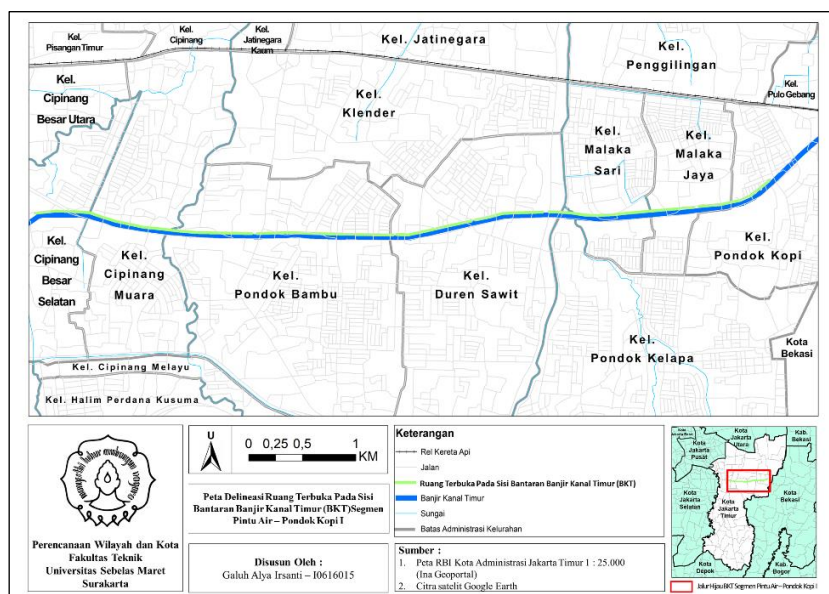 Kel.
Pisangan Timur
Kel.
Cipinang
Kel.
Jatinegara
Kaum
Kel. Jatinegara
Kel.
Penggilingan
Kel.
Pulo Gebang
Kel.
Cipinang
Besar Utara
Kel.
Klender
Kel.
Malaka
Sari
Kel.
Malaka
Jaya
Kel.
Cipinang
Besar
Selatan
Kel.
Cipinang
Muara
Kel.
Pondok Bambu
Kel.
Duren Sawit
Kel.
Pondok Kopi
Kel.
Pondok Kelapa
Kota
Bekasi
Kel. Cipinang Melayu
Kel. Halim Perdana Kusuma
Perencanaan Wilayah dan Kota
Fakultas Teknik
Universitas Sebelas Maret
Surakarta
U
0 0,25 0,5 1
KM
Peta Delineasi Ruang Terbuka Pada Sisi
Bantaran Banjir Kanal Timur (BKT)Segmen
Pintu Air – Pondok Kopi I
Disusun Oleh :
Galuh Alya Irsanti – I0616015
Keterangan
Rel Kereta Api
Jalan
Ruang Terbuka Pada Sisi Bantaran Banjir Kanal Timur (BKT)
Banjir Kanal Timur
Sungai
Batas Administrasi Kelurahan
Sumber :
1. Peta RBI Kota Administrasi Jakarta Timur 1 : 25.000
(Ina Geoportal)
2. Citra satelit Google Earth
Kota
Jakarta
Utara
Kab.
Bekasi
Kota
Jakarta
Pusat
Kota
Jakarta
Selatan
Kota
Jakarta
Timur
Kota
Bekasi
Kota
Depok
Kab.
Bogor
Jalur Hijau BKT Segmen Pintu Air – Pondok Kopi I